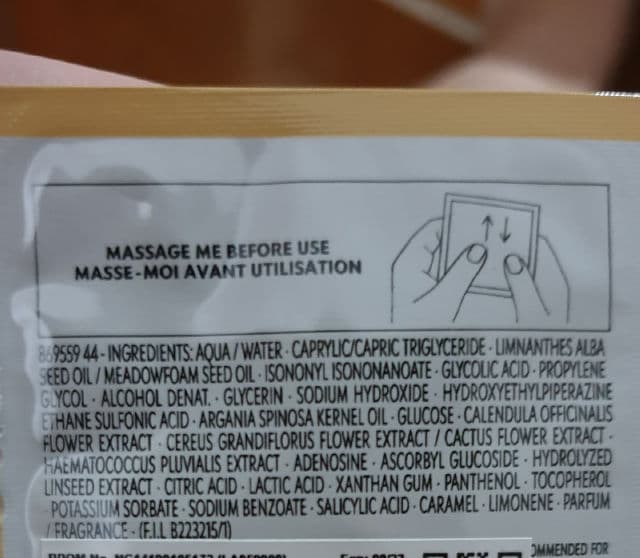 MASSAGE ME BEFORE USE
MASSE-MOI AVANT UTILISATION
869559 44 - INGREDIENTS: AQUA / WATER · CAPRYLIC/CAPRIC TRIGLYCERIDE · LIMNANTHES ALBA
SEED OIL / MEADOWFOAM SEED OIL · ISONONYL ISONONANOATE · GLYCOLIC ACID · PROPYLENE
GLYCOL · ALCOHOL DENAT. · GLYCERIN · SODIUM HYDROXIDE · HYDROXYETHYLPIPERAZINE
ETHANE SULFONIC ACID · ARGANIA SPINOSA KERNEL OIL · GLUCOSE · CALENDULA OFFICINALIS
FLOWER EXTRACT · CEREUS GRANDIFLORUS FLOWER EXTRACT / CACTUS FLOWER EXTRACT ·
HAEMATOCOCCUS PLUVIALIS EXTRACT · ADENOSINE · ASCORBYL GLUCOSIDE · HYDROLYZED
LINSEED EXTRACT · CITRIC ACID · LACTIC ACID · XANTHAN GUM · PANTHENOL · TOCOPHEROL
· POTASSIUM SORBATE · SODIUM BENZOATE · SALICYLIC ACID · CARAMEL · LIMONENE · PARFUM
/ FRAGRANCE · (F.I.L B223215/1)
OMMENDED FOR